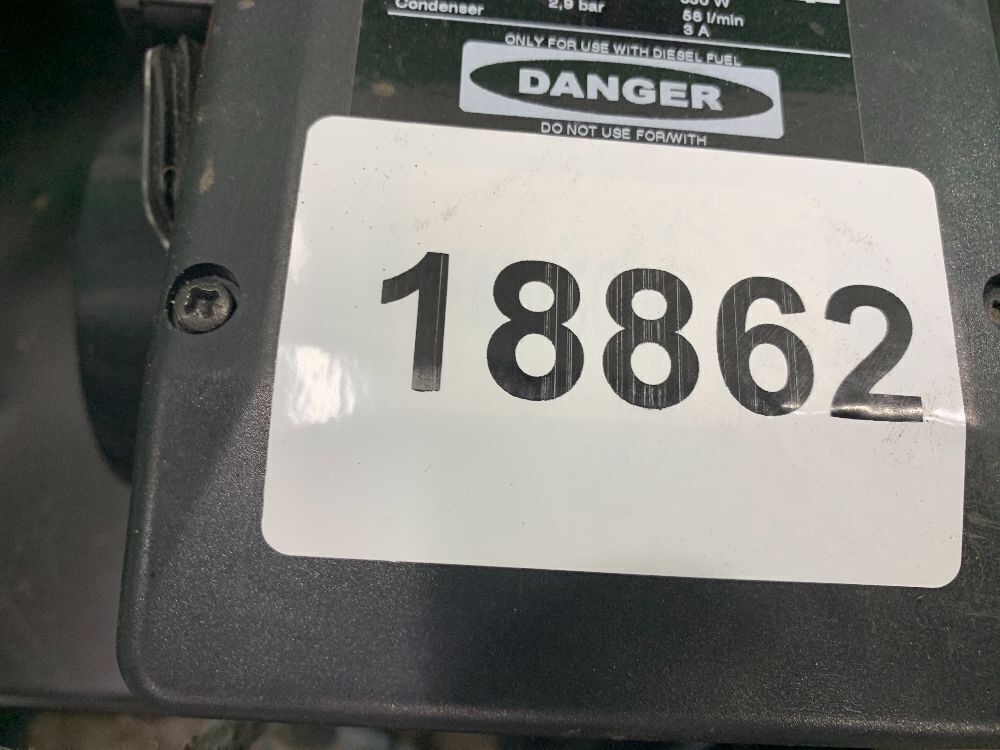 Condenser 2,9 bar
58 l/min
3 A
ONLY FOR USE WITH DIESEL FUEL
DANGER
DO NOT USE FOR/WITH
18862